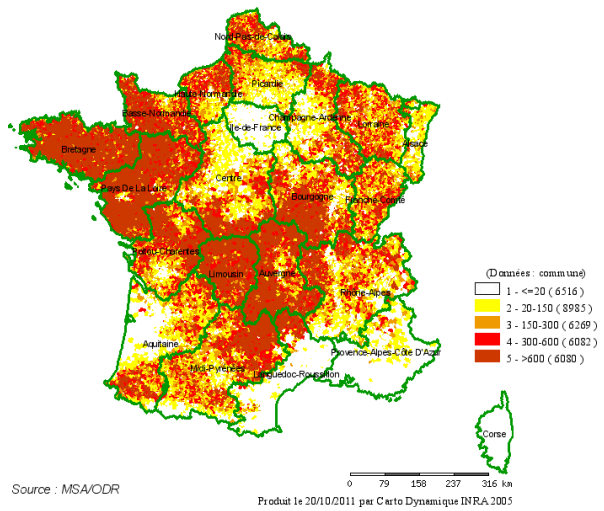 Nord-Pas-de-Calais
Picardie
Haute-Normandie
Basse-Normandie
Champagne-Ardenne
Lorraine
Île-de-France
Alsace
Bretagne
Pays De La Loire
Centre
Bourgogne
Franche-Comté
Poitou-Charentes
Limousin
Auvergne
Rhône-Alpes
Aquitaine
Midi-Pyrénées
Languedoc-Roussillon
Provence-Alpes-Côte D'Azur
Corse
(Données : commune)
1 - <=20 ( 6516 )
2 - 20-150 ( 8985 )
3 - 150-300 ( 6269 )
4 - 300-600 ( 6082 )
5 - >600 ( 6080 )
0 79 158 237 316 km
Source : MSA/ODR
Produit le 20/10/2011 par Carto Dynamique INRA 2005